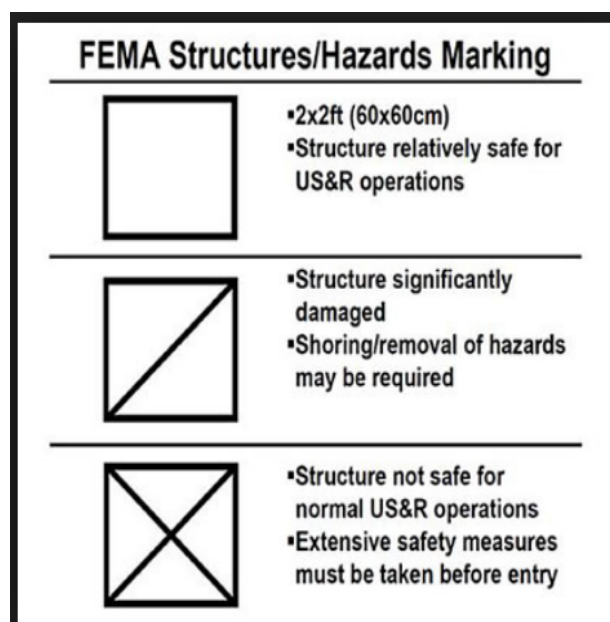 FEMA Structures/Hazards Marking
▪2x2ft (60x60cm)
▪Structure relatively safe for
US&R operations
▪Structure significantly
damaged
▪Shoring/removal of hazards
may be required
▪Structure not safe for
normal US&R operations
▪Extensive safety measures
must be taken before entry